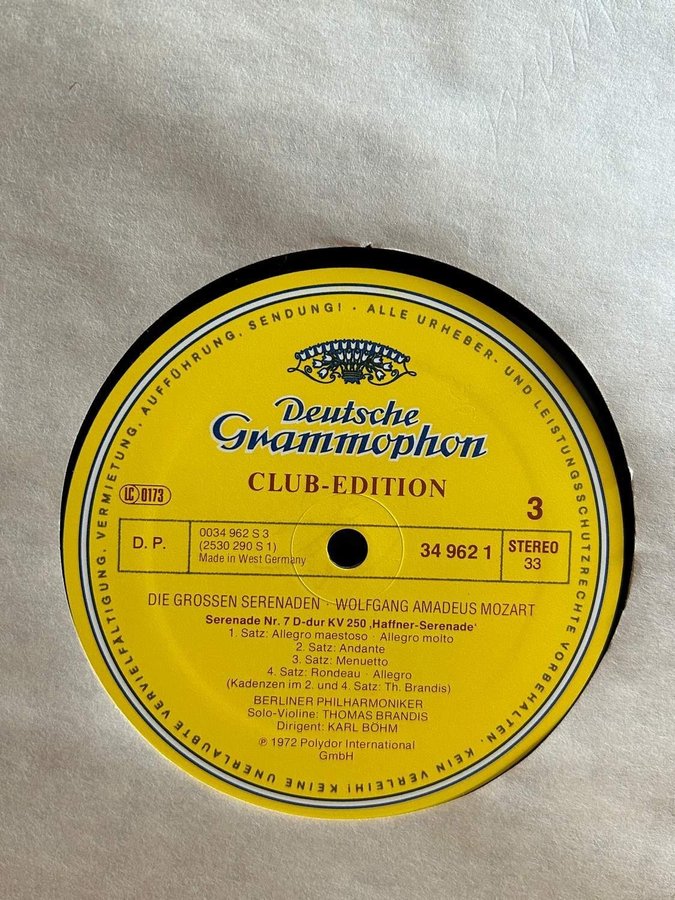 KEINE UNERLAUBTE VERVIELFÄLTIGUNG, VERMIETUNG, AUFFÜHRUNG, SENDUNG! · ALLE URHEBER- UND LEISTUNGSSCHUTZRECHTE VORBEHALTEN. KEIN VERLEIH!
Deutsche
Grammophon
CLUB-EDITION
LC 0173
3
D. P.
0034 962 S 3
(2530 290 S 1)
Made in West Germany
34 962 1
STEREO
33
DIE GROSSEN SERENADEN · WOLFGANG AMADEUS MOZART
Serenade Nr. 7 D-dur KV 250 ‚Haffner-Serenade‘
1. Satz: Allegro maestoso · Allegro molto
2. Satz: Andante
3. Satz: Menuetto
4. Satz: Rondeau · Allegro
(Kadenzen im 2. und 4. Satz: Th. Brandis)
BERLINER PHILHARMONIKER
Solo-Violine: THOMAS BRANDIS
Dirigent: KARL BÖHM
℗ 1972 Polydor International
GmbH